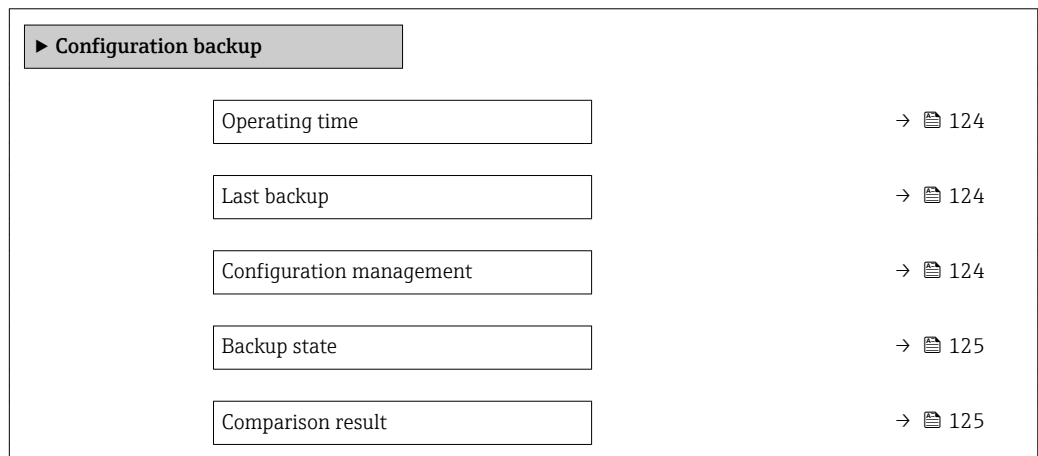 ▶ Configuration backup
Operating time → 🖹 124
Last backup → 🖹 124
Configuration management → 🖹 124
Backup state → 🖹 125
Comparison result → 🖹 125